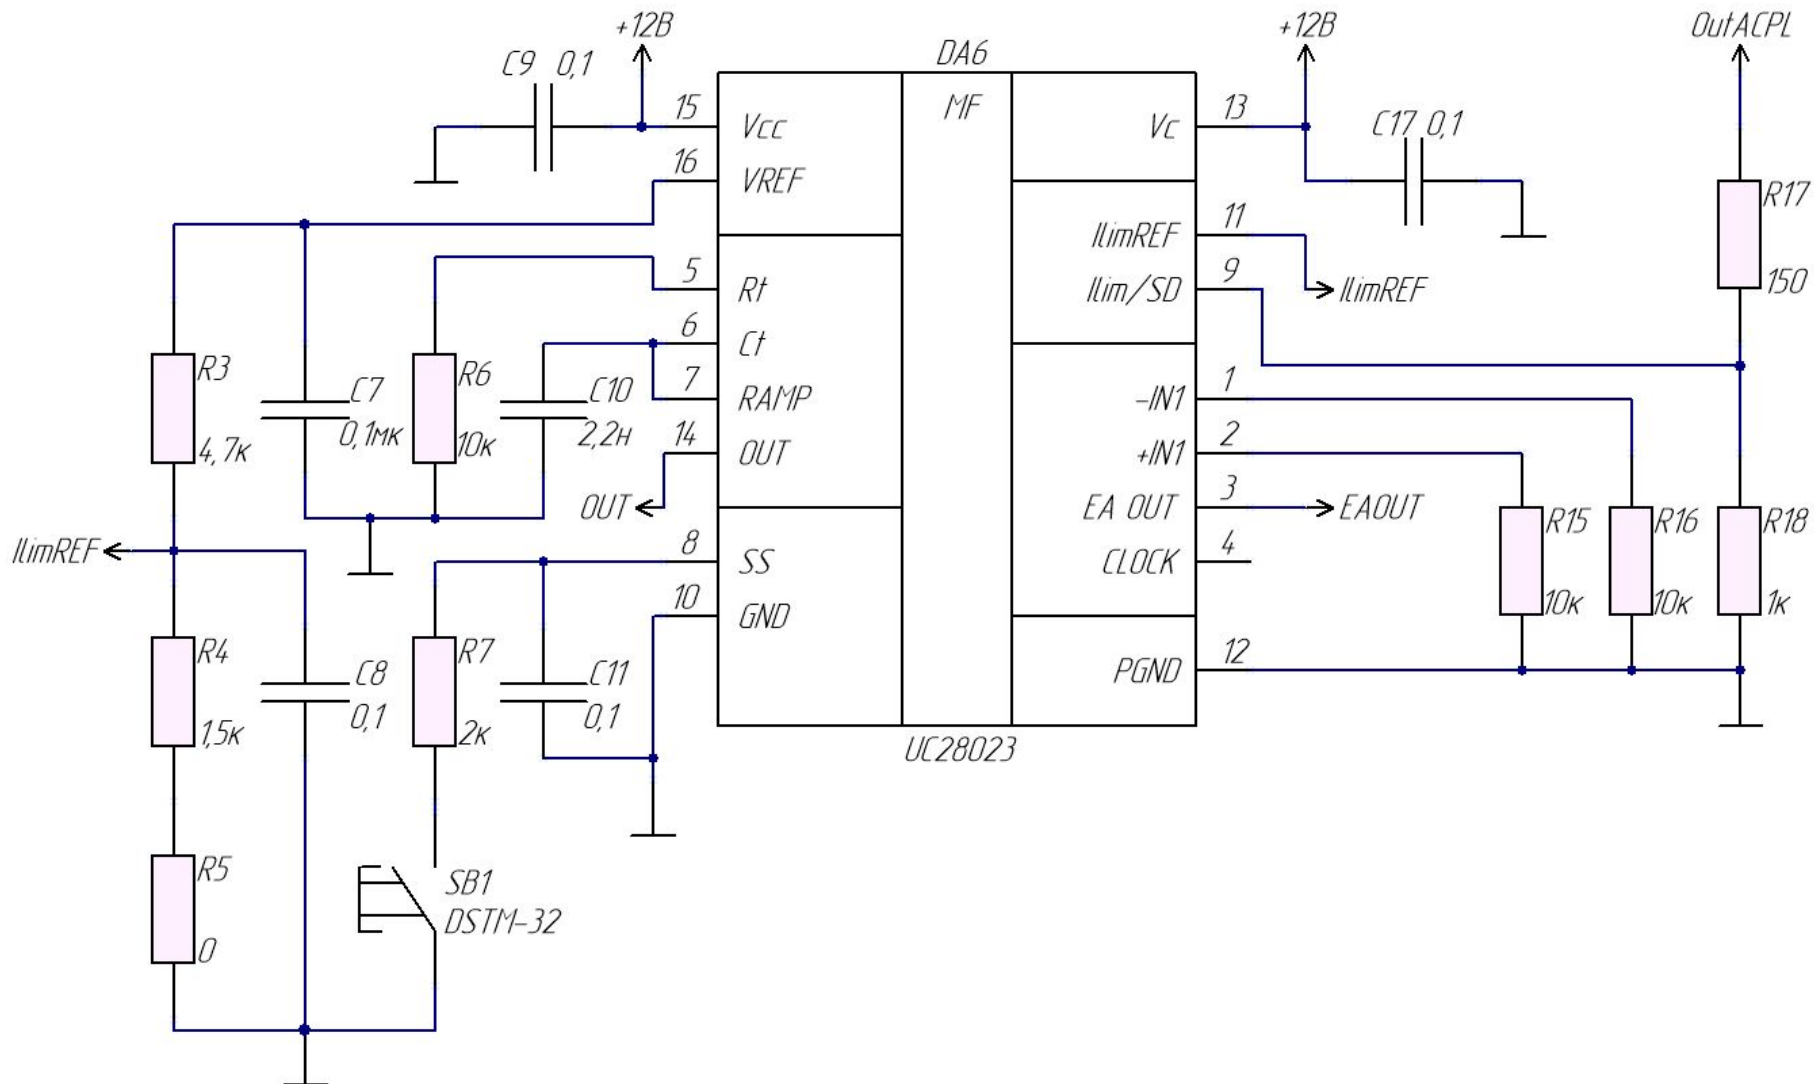 +12В
+12В
OutACPL
C9 0,1
DA6
MF
15
Vcc
13
Vc
C17 0,1
16
VREF
R17
150
11
IlimREF
IlimREF
5
Rt
9
Ilim/SD
6
Ct
R3
4,7к
C7
0,1мк
R6
10к
C10
2,2н
7
RAMP
1
-IN1
14
OUT
OUT
2
+IN1
3
EA OUT
EAOUT
R15
10к
R16
10к
R18
1к
IlimREF
8
SS
4
CLOCK
10
GND
R4
1,5к
C8
0,1
R7
2к
C11
0,1
12
PGND
UC28023
R5
0
SB1
DSTM-32